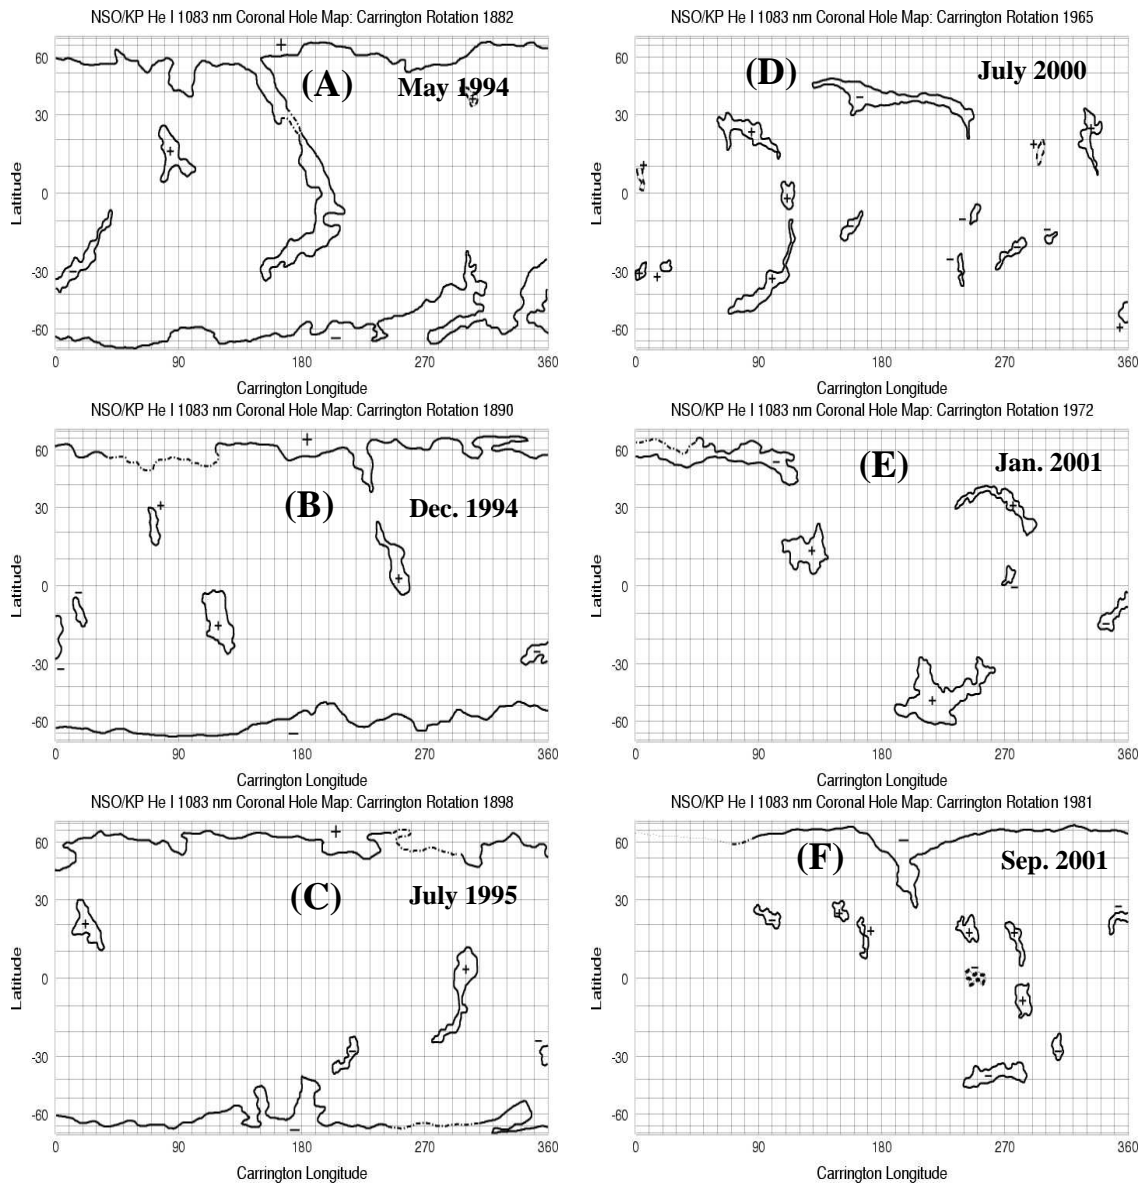 NSO/KP He I 1083 nm Coronal Hole Map: Carrington Rotation 1882
(A)
May 1994
+
+
+
−
−
Latitude
60
30
0
-30
-60
0 90 180 270 360
Carrington Longitude
NSO/KP He I 1083 nm Coronal Hole Map: Carrington Rotation 1965
(D)
July 2000
−
+
+
+
+
+
−
−
−
−
−
+
+
+
+
Latitude
60
30
0
-30
-60
0 90 180 270 360
Carrington Longitude
NSO/KP He I 1083 nm Coronal Hole Map: Carrington Rotation 1890
(B)
Dec. 1994
+
+
+
−
+
−
−
−
Latitude
60
30
0
-30
-60
0 90 180 270 360
Carrington Longitude
NSO/KP He I 1083 nm Coronal Hole Map: Carrington Rotation 1972
(E)
Jan. 2001
−
+
+
−
−
+
Latitude
60
30
0
-30
-60
0 90 180 270 360
Carrington Longitude
NSO/KP He I 1083 nm Coronal Hole Map: Carrington Rotation 1898
(C)
July 1995
+
+
+
−
−
−
Latitude
60
30
0
-30
-60
0 90 180 270 360
Carrington Longitude
NSO/KP He I 1083 nm Coronal Hole Map: Carrington Rotation 1981
(F)
Sep. 2001
−
−
+
+
+
+
−
−
+
−
−
Latitude
60
30
0
-30
-60
0 90 180 270 360
Carrington Longitude